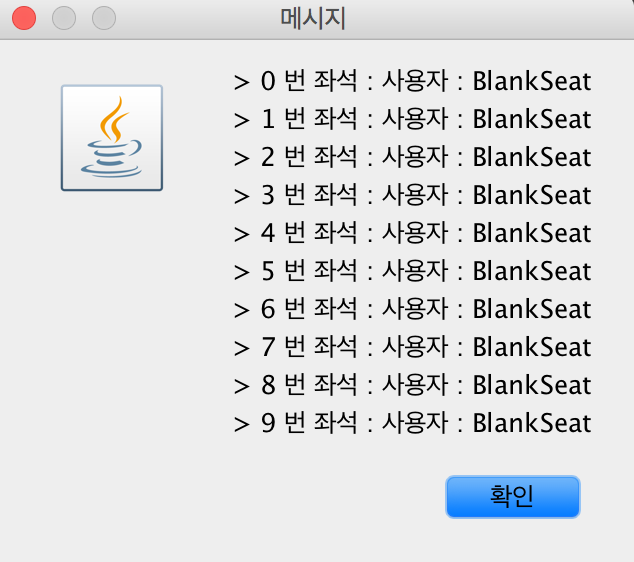 메시지
> 0 번 좌석 : 사용자 : BlankSeat
> 1 번 좌석 : 사용자 : BlankSeat
> 2 번 좌석 : 사용자 : BlankSeat
> 3 번 좌석 : 사용자 : BlankSeat
> 4 번 좌석 : 사용자 : BlankSeat
> 5 번 좌석 : 사용자 : BlankSeat
> 6 번 좌석 : 사용자 : BlankSeat
> 7 번 좌석 : 사용자 : BlankSeat
> 8 번 좌석 : 사용자 : BlankSeat
> 9 번 좌석 : 사용자 : BlankSeat
확인